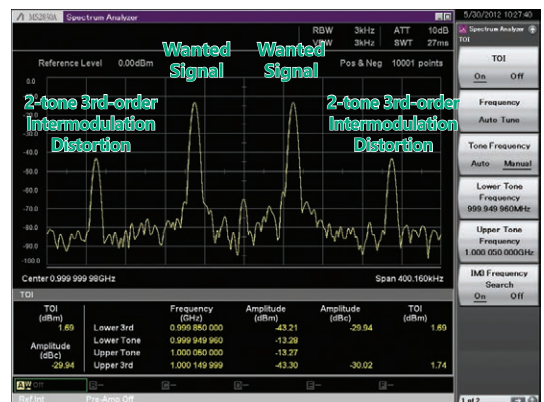 MS2850A Spectrum Analyzer
5/30/2012 10:27:40
RBW 3kHz ATT 10dB
VBW 3kHz SWT 27ms
Reference Level 0.00dBm
Pos & Neg 10001 points
Wanted Signal
Wanted Signal
2-tone 3rd-order
Intermodulation
Distortion
2-tone 3rd-order
Intermodulation
Distortion
0.0
-30.0
-40.0
-50.0
-60.0
-70.0
-80.0
-90.0
-100.0
Center 0.999 999 98GHz
Span 400.160kHz
TOI
TOI
(dBm)
1.69
Amplitude
(dBc)
-29.94
Frequency (GHz) Amplitude (dBm) Amplitude (dBc) TOI (dBm)
Lower 3rd 0.999 850 000 -43.21 -29.94 1.69
Lower Tone 0.999 949 960 -13.28
Upper Tone 1.000 050 000 -13.27
Upper 3rd 1.000 149 999 -43.30 -30.02 1.74
Ref.Int Pre-Amp Off
Spectrum Analyzer
TOI
TOI
On Off
Frequency
Auto Tune
Tone Frequency
Auto Manual
Lower Tone
Frequency
999.949 960MHz
Upper Tone
Frequency
1.000 050 000GHz
IM3 Frequency
Search
On Off
1 of 2